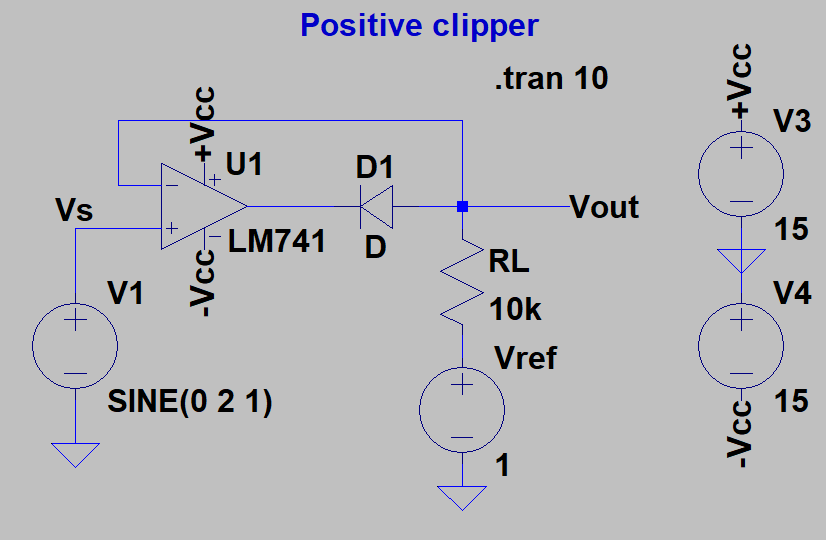 Positive clipper
.tran 10
+Vcc
U1
LM741
-Vcc
Vs
V1
SINE(0 2 1)
D1
D
Vout
RL
10k
Vref
1
+Vcc
V3
15
V4
15
-Vcc